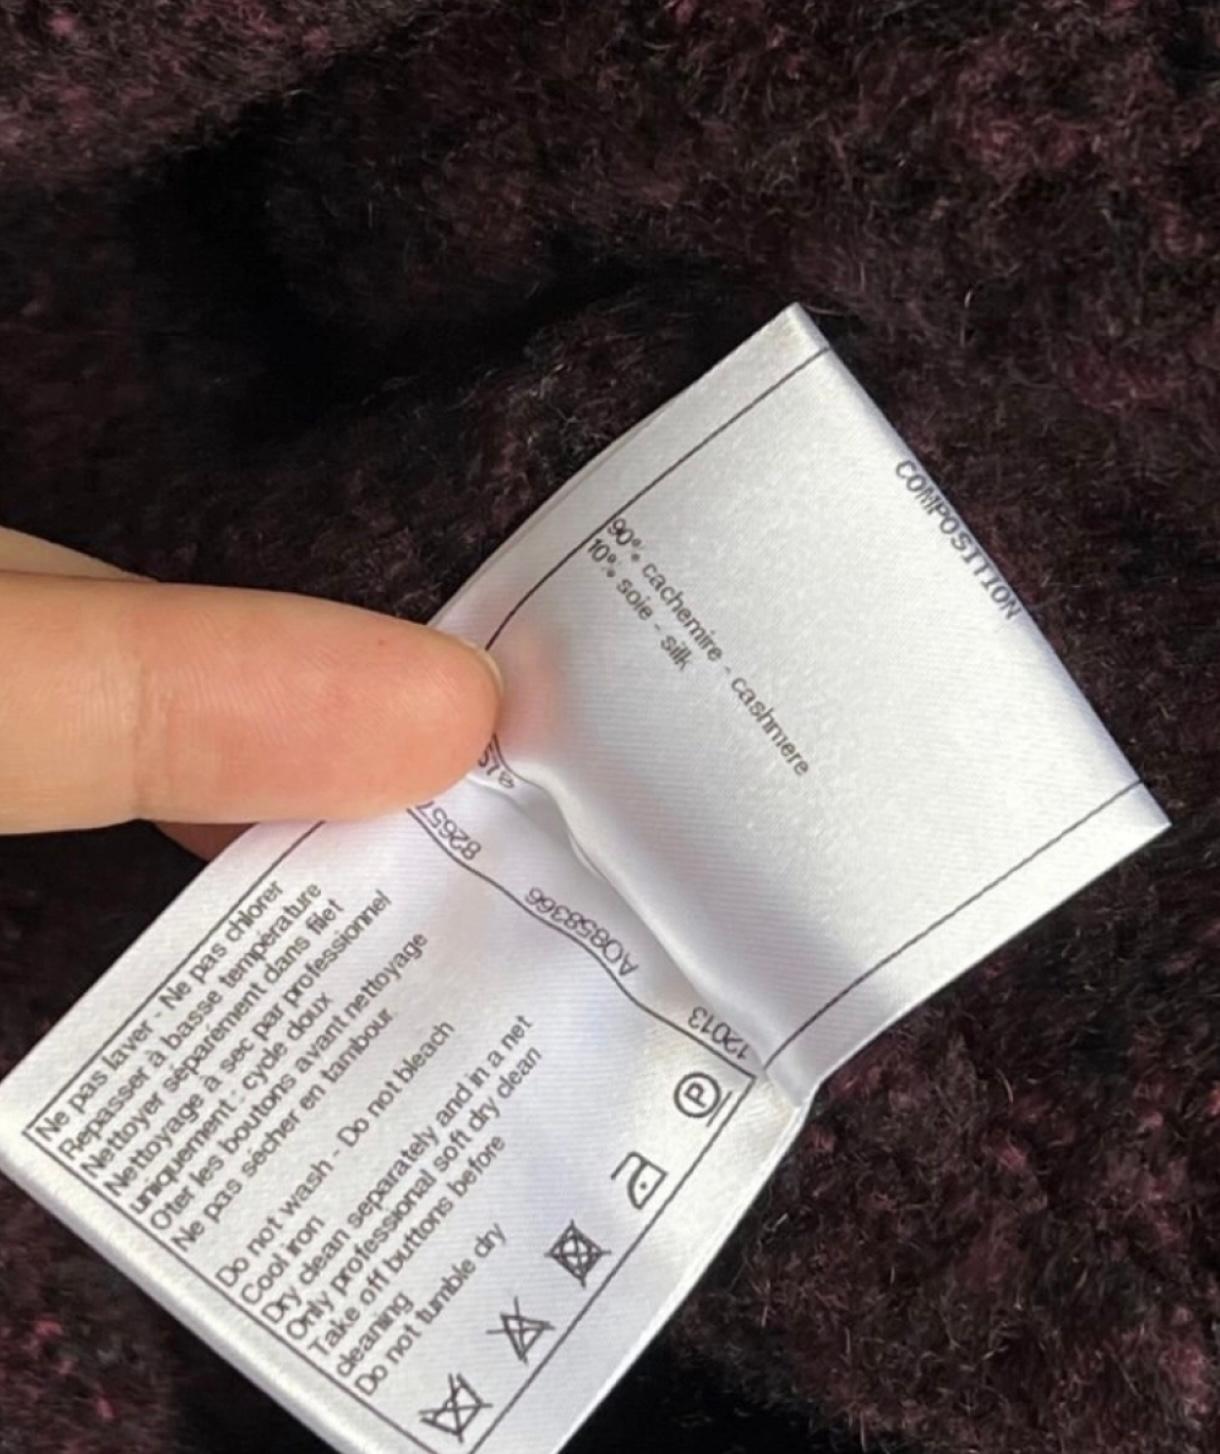 COMPOSITION
90% cachemire - cashmere
10% soie - silk
82657
AO858366
12013
Ne pas laver - Ne pas chlorer
Repasser à basse température
Nettoyer séparément dans filet
Nettoyage à sec par professionnel
uniquement : cycle doux
Oter les boutons avant nettoyage
Ne pas sécher en tambour
Do not wash - Do not bleach
Cool iron
Dry clean separately and in a net
Only professional soft dry clean
Take off buttons before
cleaning
Do not tumble dry
P